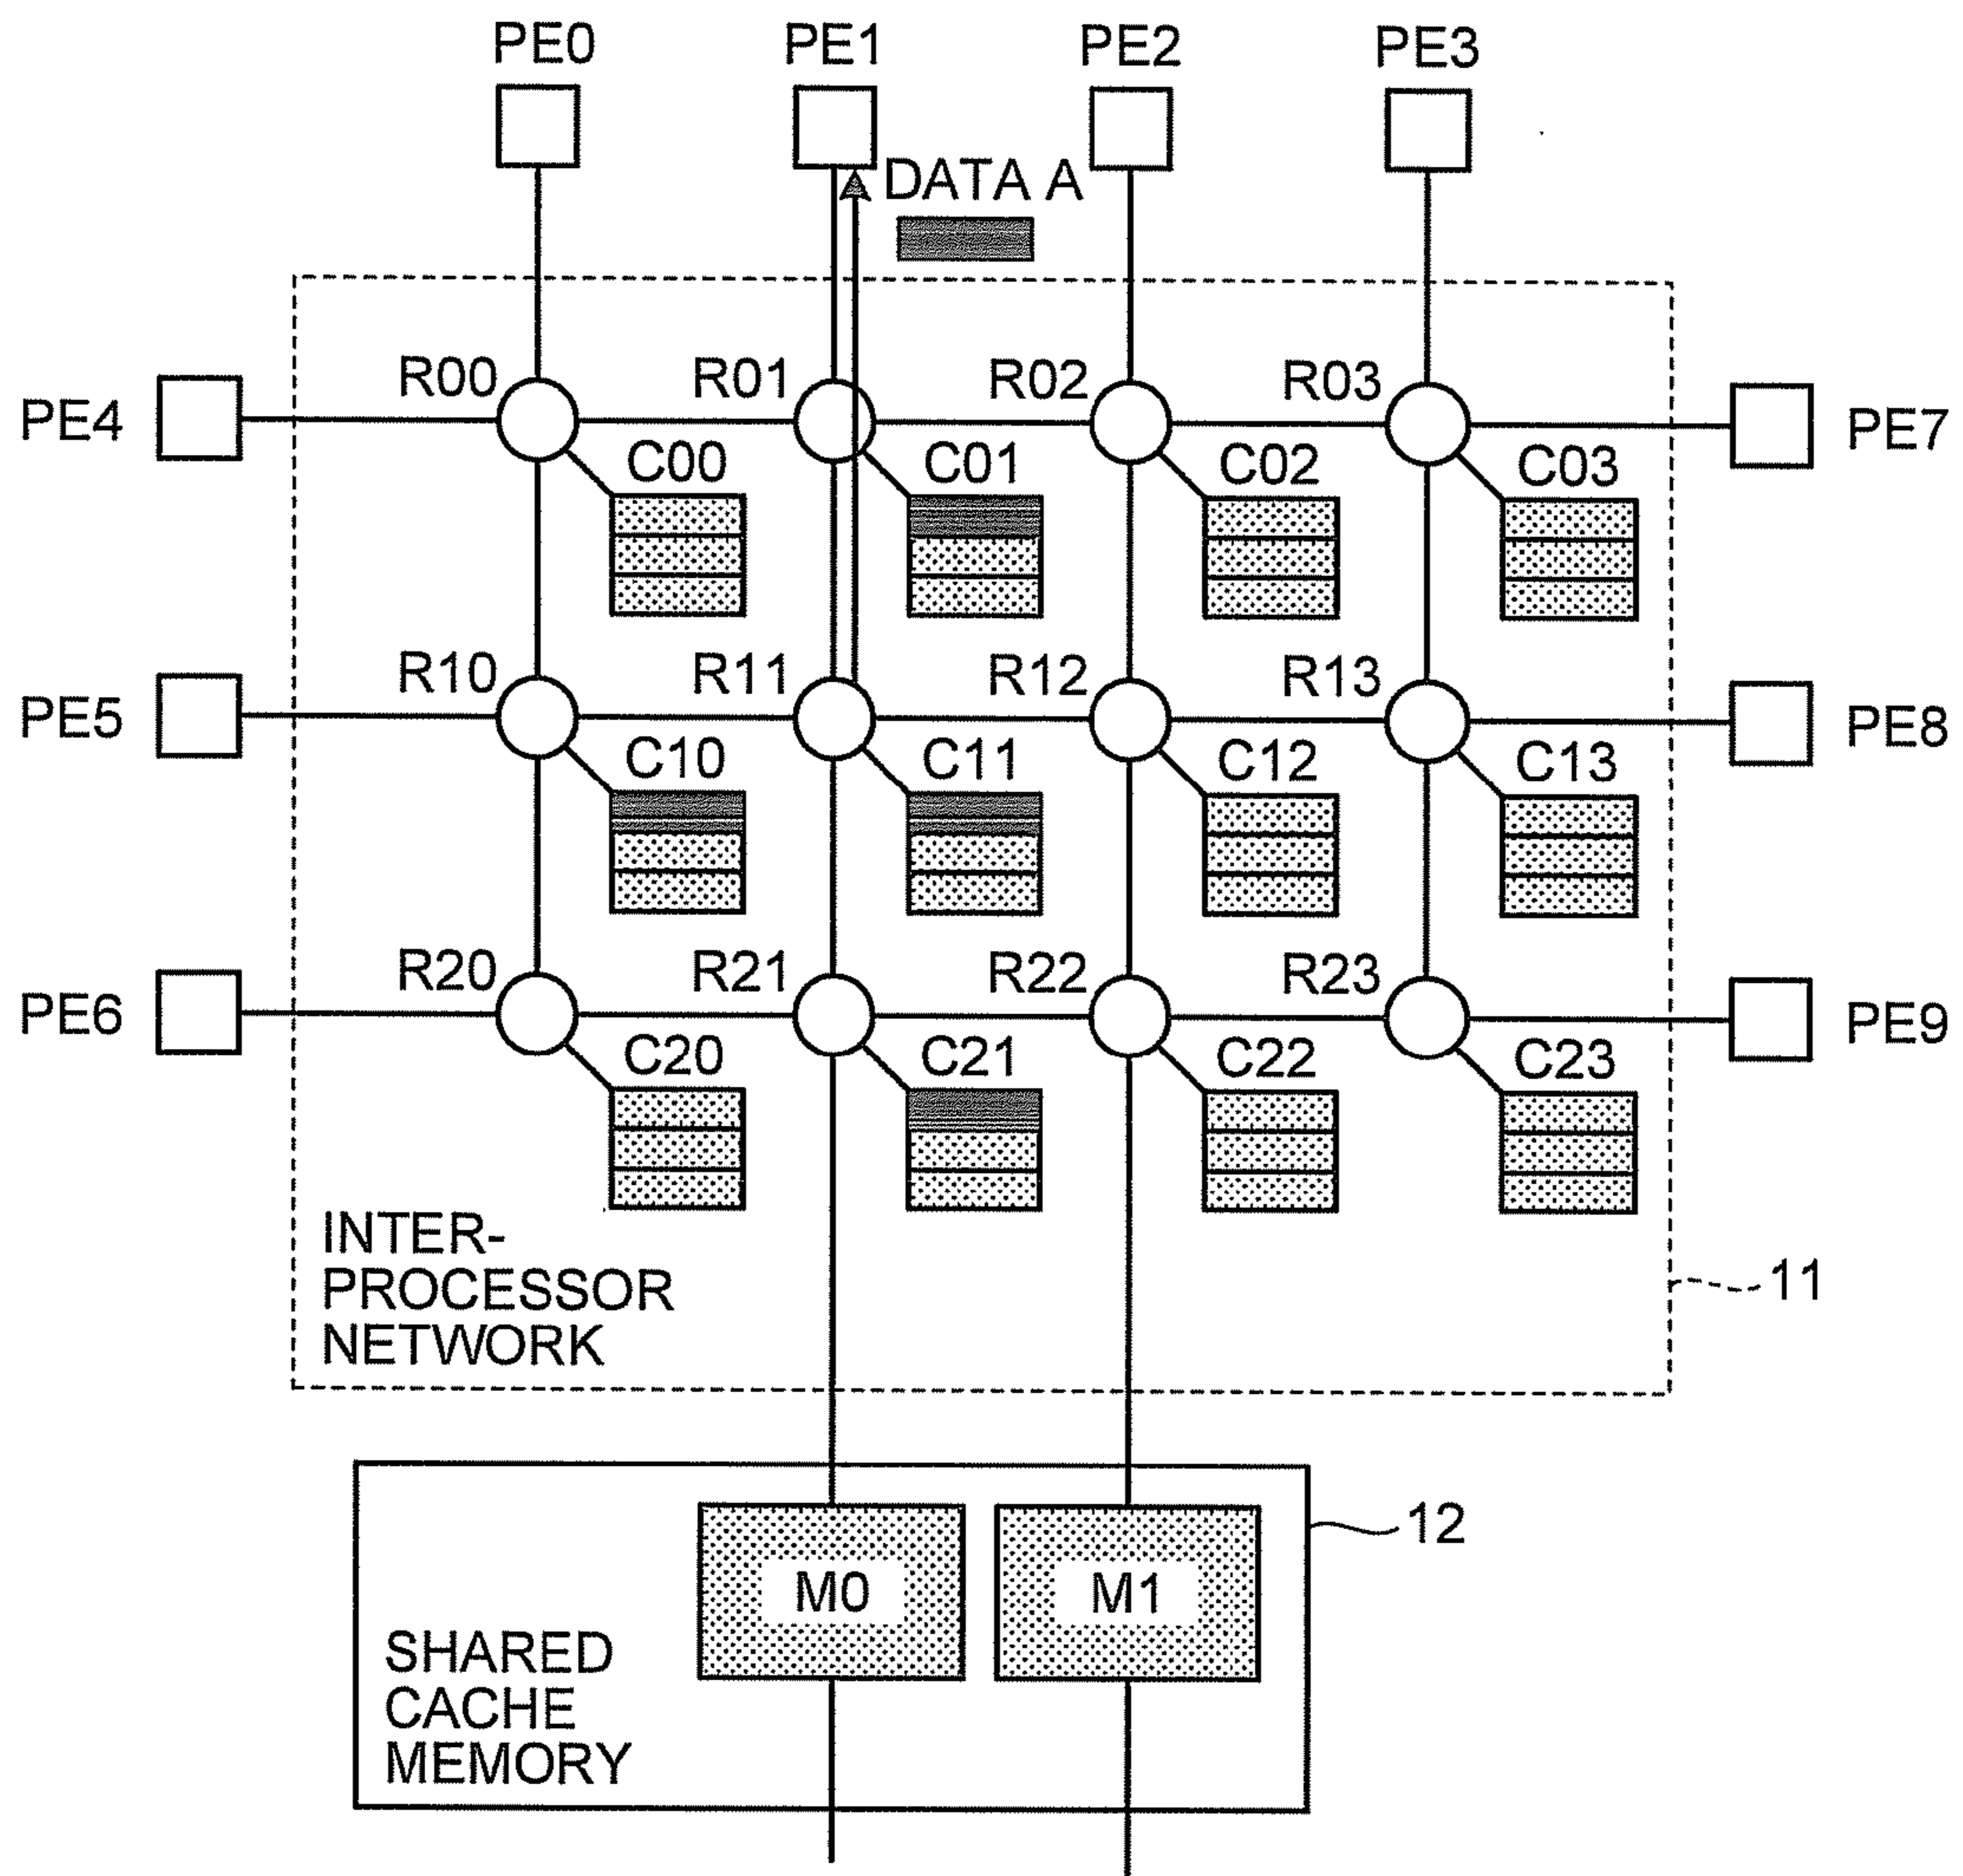 PE0 PE1 PE2 PE3
DATA A
R00 R01 R02 R03
PE4 PE7
C00 C01 C02 C03
R10 R11 R12 R13
PE5 PE8
C10 C11 C12 C13
R20 R21 R22 R23
PE6 PE9
C20 C21 C22 C23
INTER-
PROCESSOR
NETWORK
11
12
M0 M1
SHARED
CACHE
MEMORY